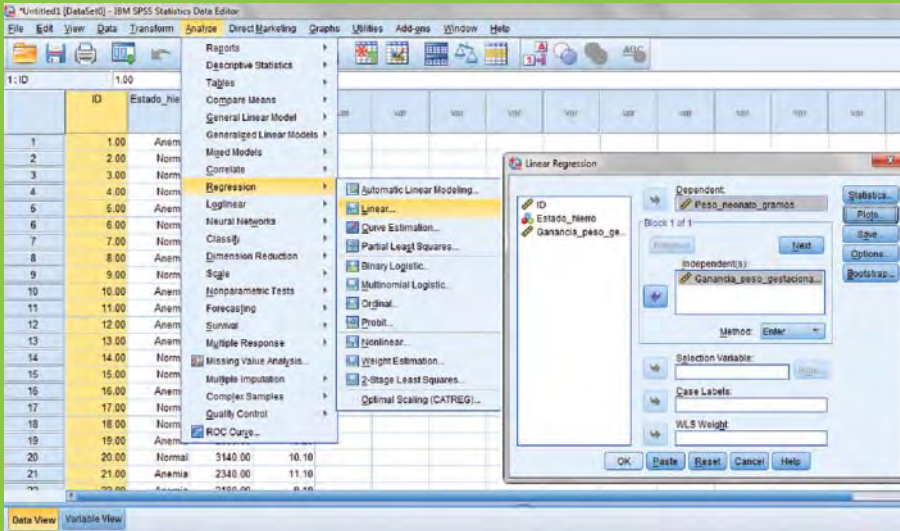 *Untitled1 [DataSet0] - IBM SPSS Statistics Data Editor
File Edit View Data Transform Analyze Direct Marketing Graphs Utilities Add-ons Window Help
1:ID 1.00
ID Estado_hie
var var var var var var var var
1 1.00 Anem
2 2.00 Norm
3 3.00 Norm
4 4.00 Norm
5 5.00 Anem
6 6.00 Norm
7 7.00 Norm
8 8.00 Anem
9 9.00 Norm
10 10.00 Anem
11 11.00 Anem
12 12.00 Anem
13 13.00 Anem
14 14.00 Norm
15 15.00 Norm
16 16.00 Anem
17 17.00 Norm
18 18.00 Norm
19 19.00 Anem
20 20.00 Normal 3140.00 10.10
21 21.00 Anemia 2340.00 11.10
Reports
Descriptive Statistics
Tables
Compare Means
General Linear Model
Generalized Linear Models
Mixed Models
Correlate
Regression
Loglinear
Neural Networks
Classify
Dimension Reduction
Scale
Nonparametric Tests
Forecasting
Survival
Multiple Response
Missing Value Analysis...
Multiple Imputation
Complex Samples
Quality Control
ROC Curve...
Automatic Linear Modeling...
Linear...
Curve Estimation...
Partial Least Squares...
Binary Logistic...
Multinomial Logistic...
Ordinal...
Probit...
Nonlinear...
Weight Estimation...
2-Stage Least Squares...
Optimal Scaling (CATREG)...
Linear Regression
ID
Estado_hierro
Ganancia_peso_ge...
Dependent:
Peso_neonato_gramos
Block 1 of 1
Previous Next
Independent(s):
Ganancia_peso_gestaciona...
Method: Enter
Selection Variable:
Rule...
Case Labels:
WLS Weight:
Statistics...
Plots...
Save...
Options...
Bootstrap...
OK Paste Reset Cancel Help
Data View Variable View